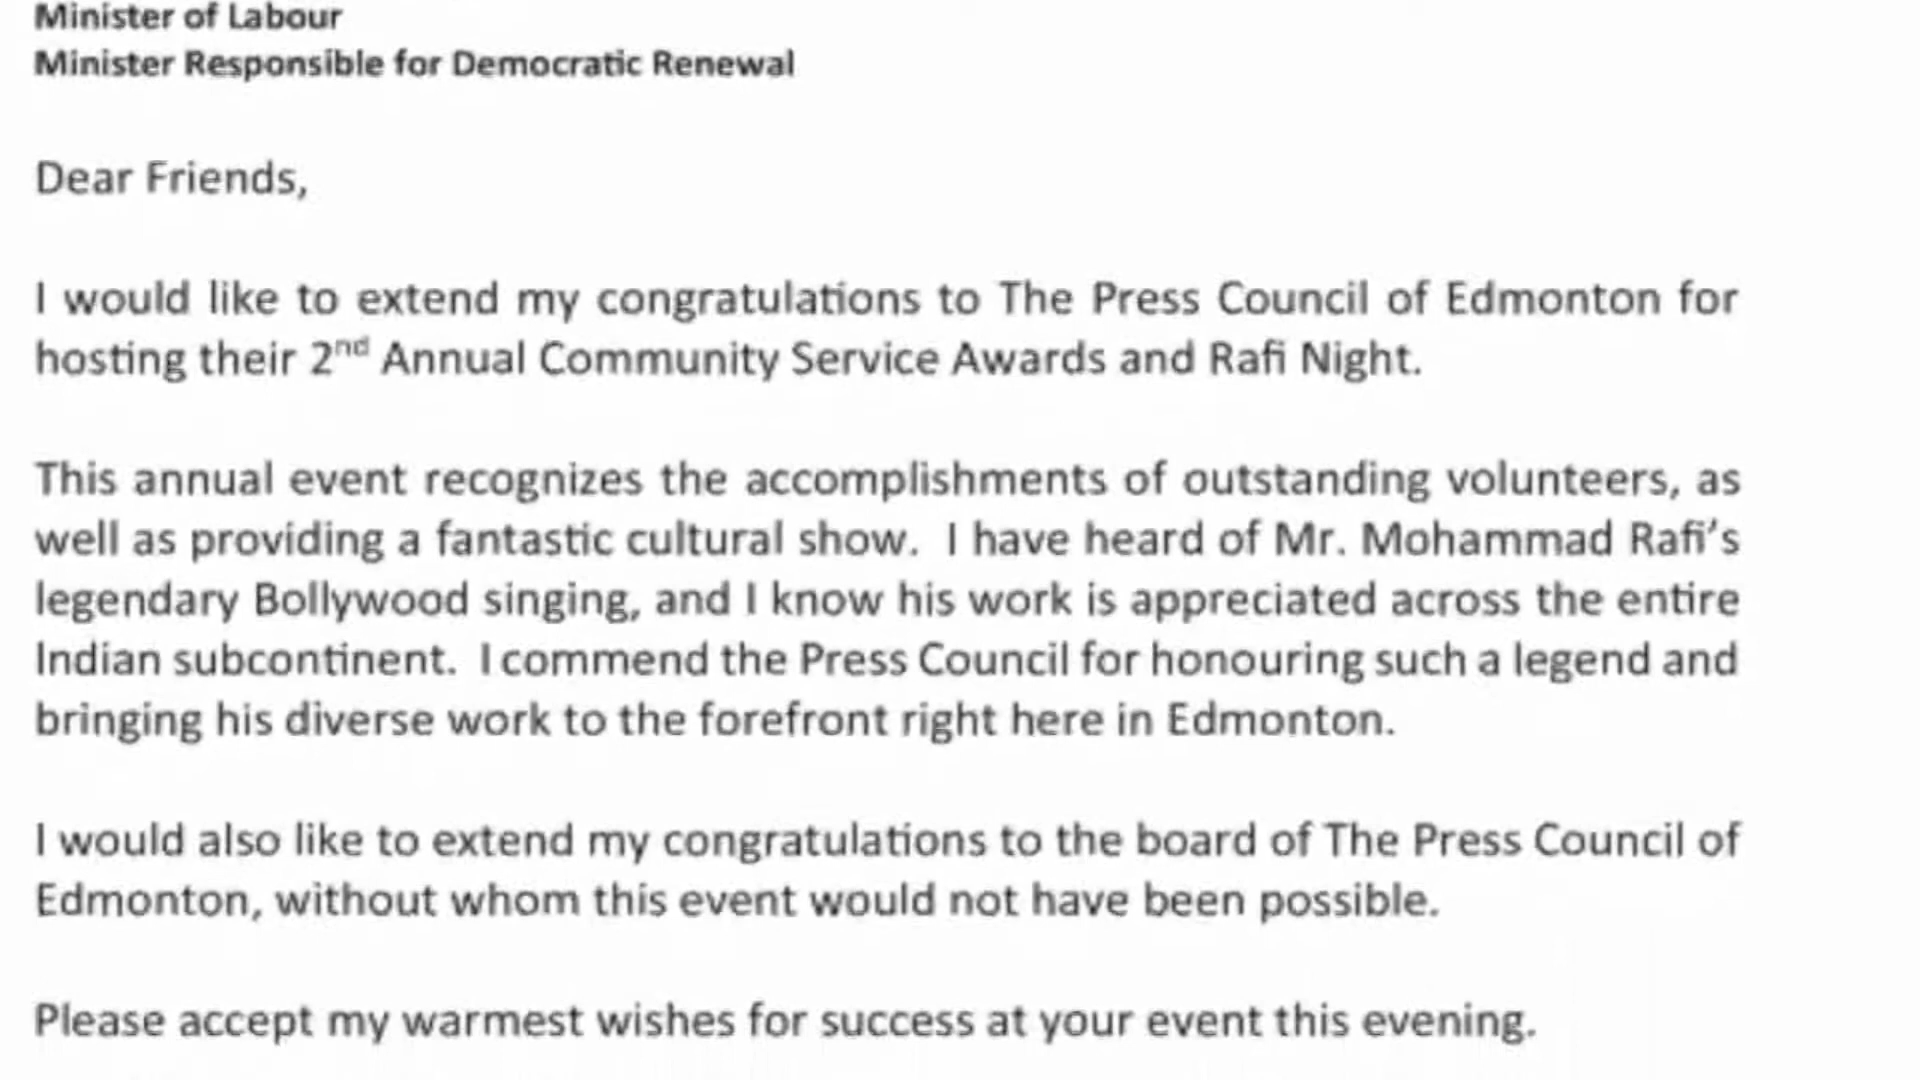 Minister of Labour
Minister Responsible for Democratic Renewal
Dear Friends,
I would like to extend my congratulations to The Press Council of Edmonton for
hosting their 2nd Annual Community Service Awards and Rafi Night.
This annual event recognizes the accomplishments of outstanding volunteers, as
well as providing a fantastic cultural show. I have heard of Mr. Mohammad Rafi's
legendary Bollywood singing, and I know his work is appreciated across the entire
Indian subcontinent. I commend the Press Council for honouring such a legend and
bringing his diverse work to the forefront right here in Edmonton.
I would also like to extend my congratulations to the board of The Press Council of
Edmonton, without whom this event would not have been possible.
Please accept my warmest wishes for success at your event this evening.